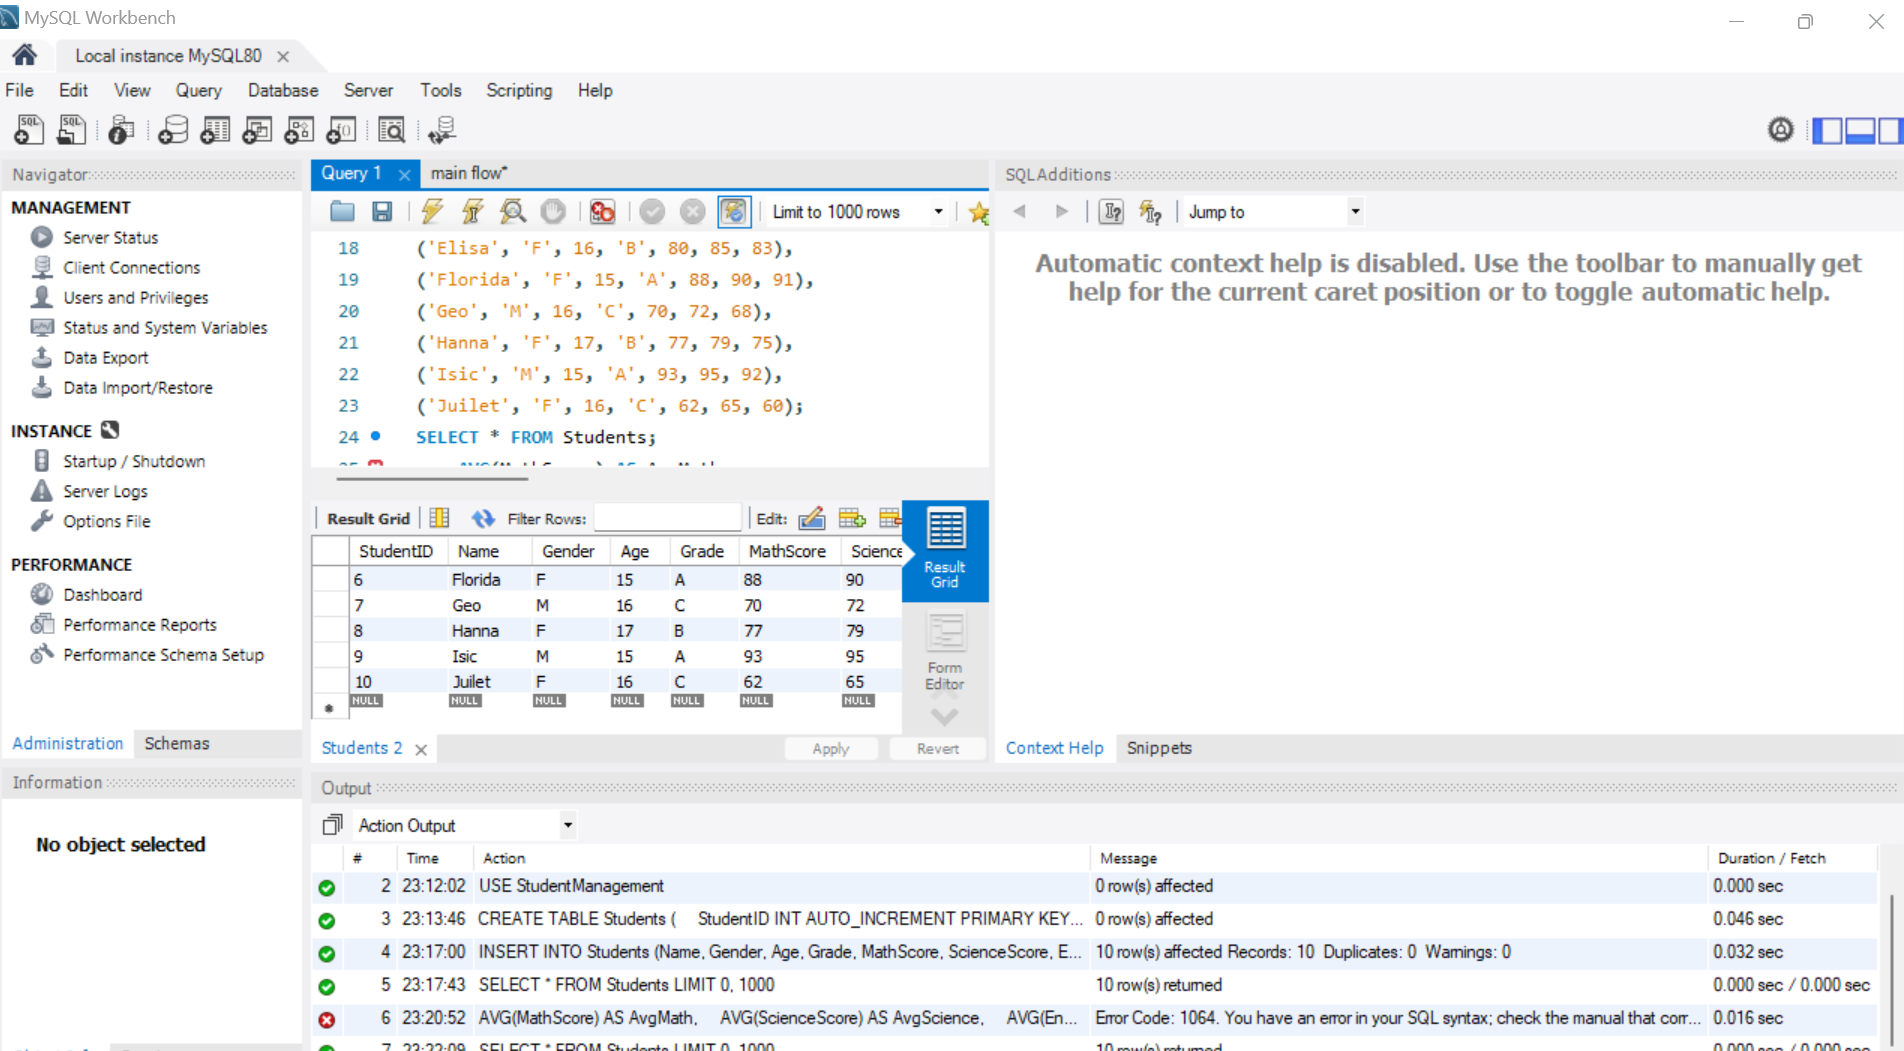 MySQL Workbench
Local instance MySQL80
File Edit View Query Database Server Tools Scripting Help
Navigator
MANAGEMENT
Server Status
Client Connections
Users and Privileges
Status and System Variables
Data Export
Data Import/Restore
INSTANCE
Startup / Shutdown
Server Logs
Options File
PERFORMANCE
Dashboard
Performance Reports
Performance Schema Setup
Administration Schemas
Information
No object selected
Query 1 main flow*
Limit to 1000 rows
18 ('Elisa', 'F', 16, 'B', 80, 85, 83),
19 ('Florida', 'F', 15, 'A', 88, 90, 91),
20 ('Geo', 'M', 16, 'C', 70, 72, 68),
21 ('Hanna', 'F', 17, 'B', 77, 79, 75),
22 ('Isic', 'M', 15, 'A', 93, 95, 92),
23 ('Juilet', 'F', 16, 'C', 62, 65, 60);
24 SELECT * FROM Students;
Result Grid Filter Rows: Edit:
StudentID Name Gender Age Grade MathScore Science
6 Florida F 15 A 88 90
7 Geo M 16 C 70 72
8 Hanna F 17 B 77 79
9 Isic M 15 A 93 95
10 Juilet F 16 C 62 65
NULL NULL NULL NULL NULL NULL NULL
Result
Grid
Form
Editor
Students 2 Apply Revert
SQLAdditions
Jump to
Automatic context help is disabled. Use the toolbar to manually get
help for the current caret position or to toggle automatic help.
Context Help Snippets
Output
Action Output
# Time Action Message Duration / Fetch
2 23:12:02 USE StudentManagement 0 row(s) affected 0.000 sec
3 23:13:46 CREATE TABLE Students ( StudentID INT AUTO_INCREMENT PRIMARY KEY... 0 row(s) affected 0.046 sec
4 23:17:00 INSERT INTO Students (Name, Gender, Age, Grade, MathScore, ScienceScore, E... 10 row(s) affected Records: 10 Duplicates: 0 Warnings: 0 0.032 sec
5 23:17:43 SELECT * FROM Students LIMIT 0, 1000 10 row(s) returned 0.000 sec / 0.000 sec
6 23:20:52 AVG(MathScore) AS AvgMath, AVG(ScienceScore) AS AvgScience, AVG(En... Error Code: 1064. You have an error in your SQL syntax; check the manual that corr... 0.016 sec
7 23:22:09 SELECT * FROM Students LIMIT 0, 1000 10 row(s) returned 0.000 sec / 0.000 sec